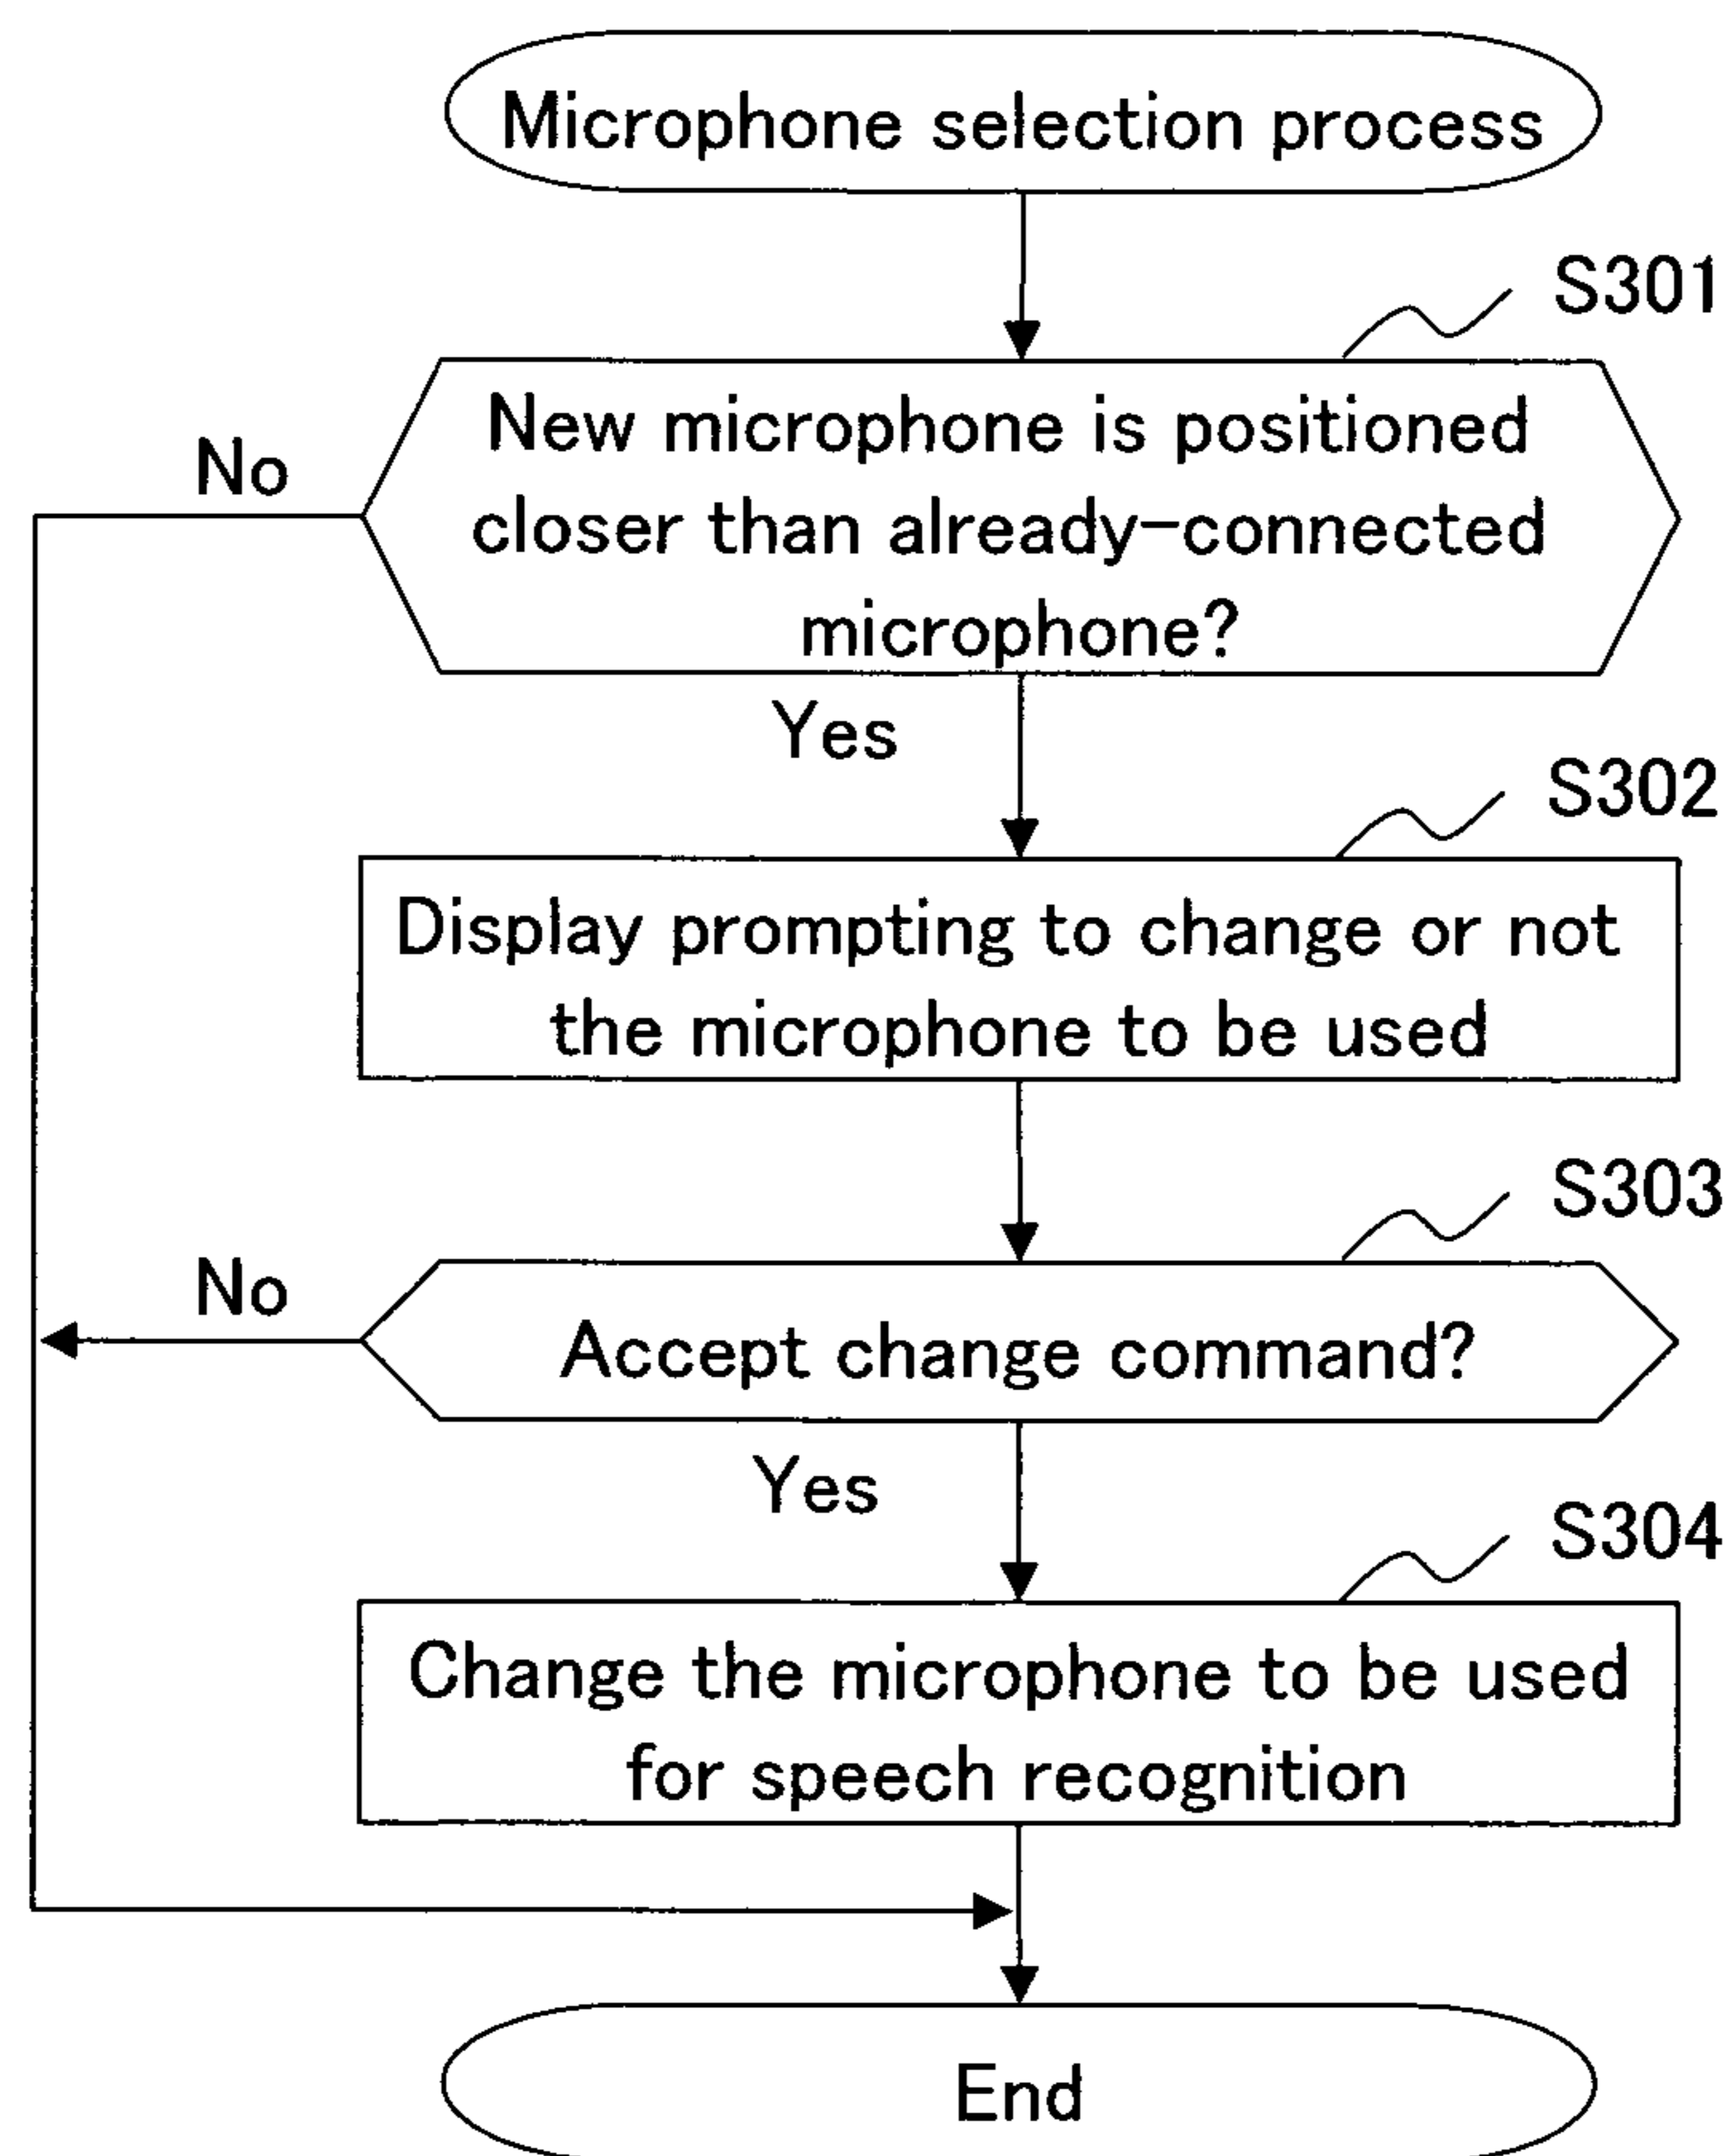 Microphone selection process
S301
New microphone is positioned
closer than already-connected
microphone?
No
Yes
S302
Display prompting to change or not
the microphone to be used
S303
No
Accept change command?
Yes
S304
Change the microphone to be used
for speech recognition
End